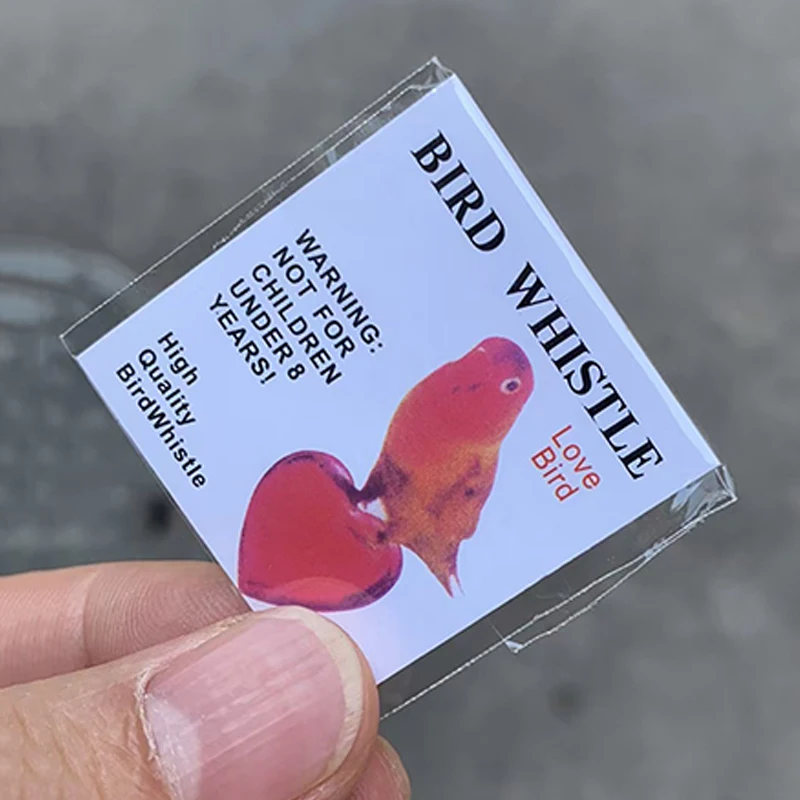 BIRD WHISTLE
Love
Bird
WARNING:
NOT FOR
CHILDREN
UNDER 8
YEARS!
High
Quality
BirdWhistle